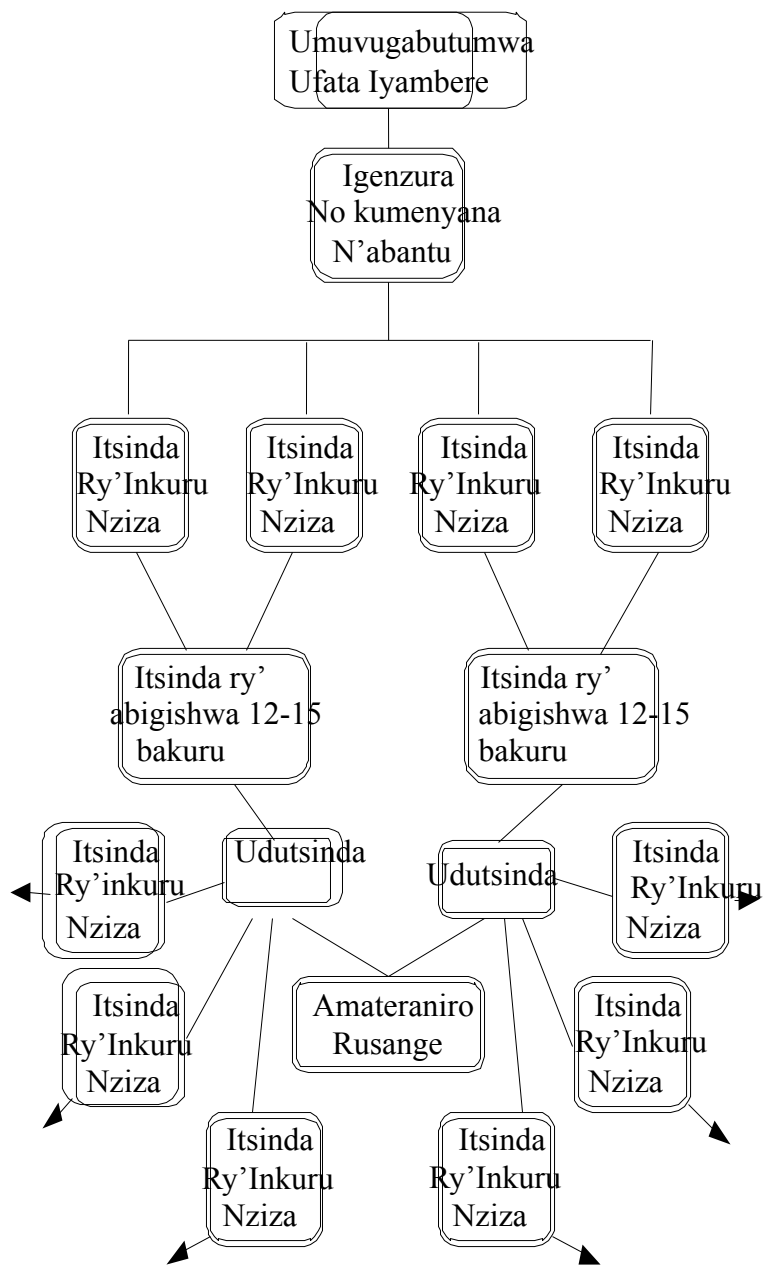 Umuvugabutumwa
Ufata Iyambere
Igenzura
No kumenyana
N’abantu
Itsinda
Ry’Inkuru
Nziza
Itsinda
Ry’Inkuru
Nziza
Itsinda
Ry’Inkuru
Nziza
Itsinda
Ry’Inkuru
Nziza
Itsinda ry’
abigishwa 12-15
bakuru
Itsinda ry’
abigishwa 12-15
bakuru
Itsinda
Ry’inkuru
Nziza
Udutsinda
Udutsinda
Itsinda
Ry’Inkuru
Nziza
Itsinda
Ry’Inkuru
Nziza
Amateraniro
Rusange
Itsinda
Ry’Inkuru
Nziza
Itsinda
Ry’Inkuru
Nziza
Itsinda
Ry’Inkuru
Nziza